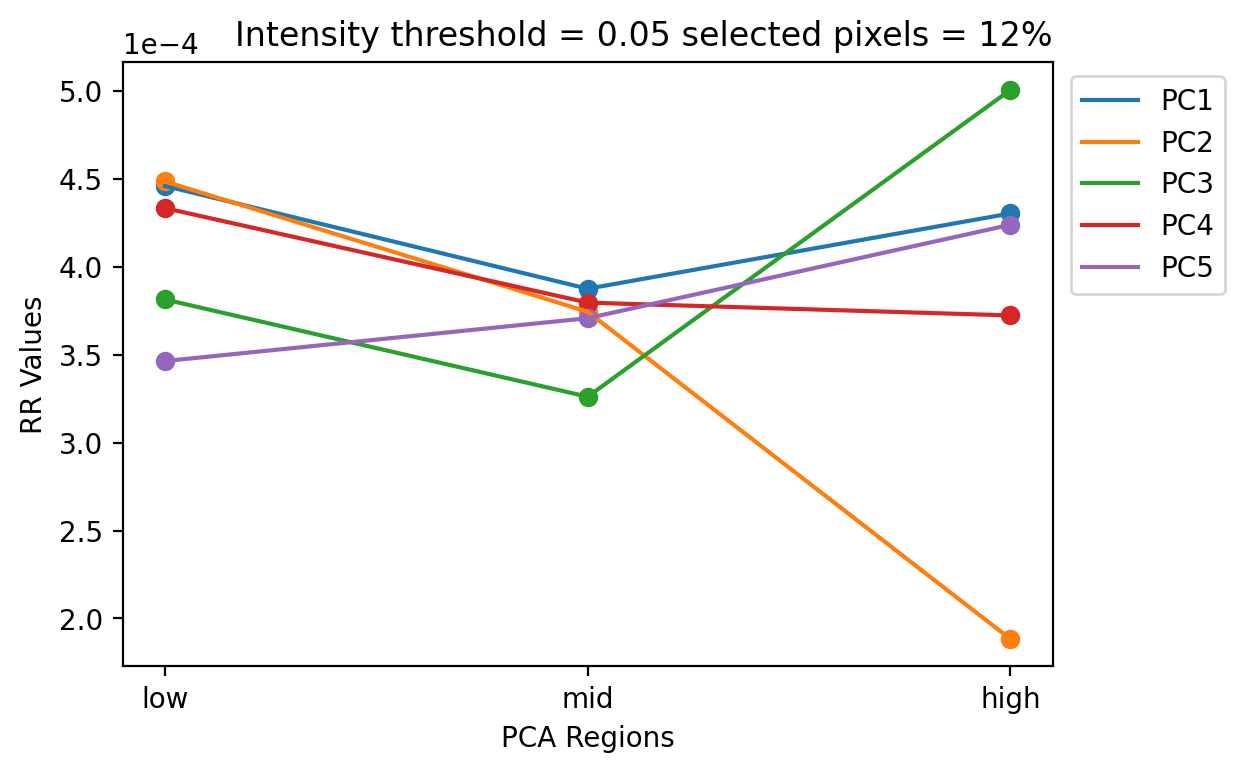 Intensity threshold = 0.05 selected pixels = 12%
1e−4
5.0
4.5
4.0
3.5
3.0
2.5
2.0
RR Values
low
mid
high
PCA Regions
PC1
PC2
PC3
PC4
PC5